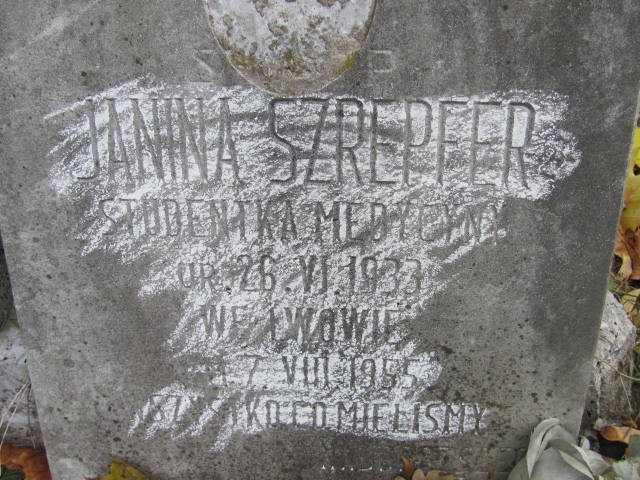 Ś P
JANINA SZREPFER
STUDENTKA MEDYCYNY
UR. 26 VI 1933
WE LWOWIE
7 VIII 1955
CO MIELISMY